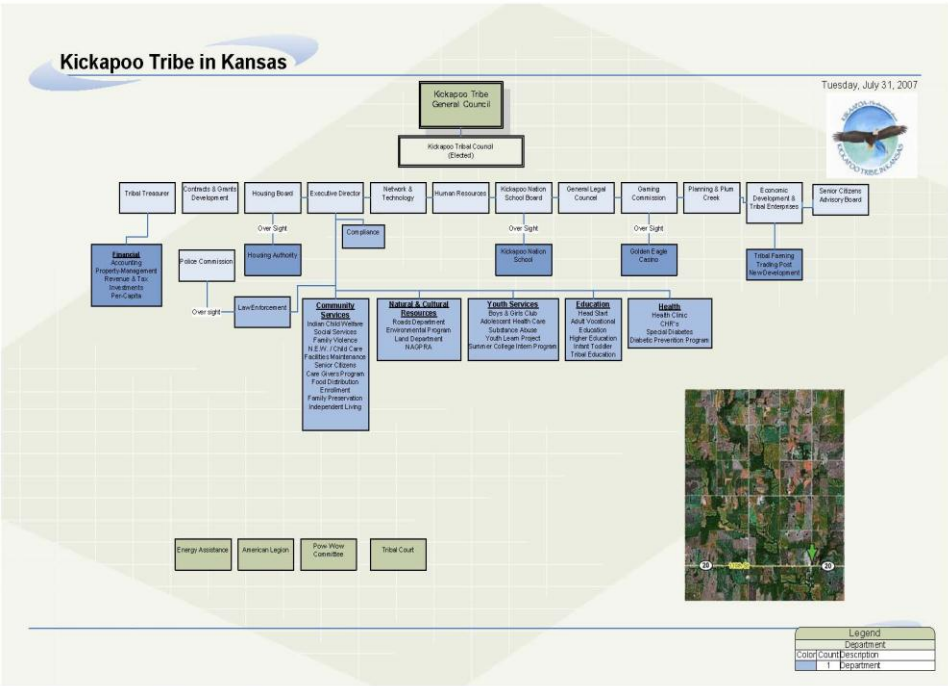 Kickapoo Tribe in Kansas
Tuesday, July 31, 2007
Kickapoo Tribe
General Council
Kickapoo Tribal Council
(Elected)
KICKAPOO TRIBE IN KANSAS
Tribal Treasurer
Contracts & Grants
Development
Housing Board
Executive Director
Network &
Technology
Human Resources
Kickapoo Nation
School Board
General Legal
Councel
Gaming
Commission
Planning & Plum
Creek
Economic
Development &
Tribal Enterprises
Senior Citizens
Advisory Board
Over Sight
Compliance
Over Sight
Over Sight
Financial
Accounting
Property Management
Revenue & Tax
Investments
Per-Capita
Police Commission
Housing Authority
Kickapoo Nation
School
Golden Eagle
Casino
Tribal Farming
Trading Post
New Development
Over sight
Law Enforcement
Community
Services
Indian Child Welfare
Social Services
Family Violence
N.E.W. / Child Care
Facilities Maintenance
Senior Citizens
Care Givers Program
Food Distribution
Enrollment
Family Preservation
Independent Living
Natural & Cultural
Resources
Roads Department
Environmental Program
Land Department
NAGPRA
Youth Services
Boys & Girls Club
Adolescent Health Care
Substance Abuse
Youth Learn Project
Summer College Intern Program
Education
Head Start
Adult Vocational
Education
Higher Education
Infant Toddler
Tribal Education
Health
Health Clinic
CHR's
Special Diabetes
Diabetic Prevention Program
Energy Assistance
American Legion
Pow-Wow
Committee
Tribal Court
20
20
Legend
Department
Color Count Description
1 Department